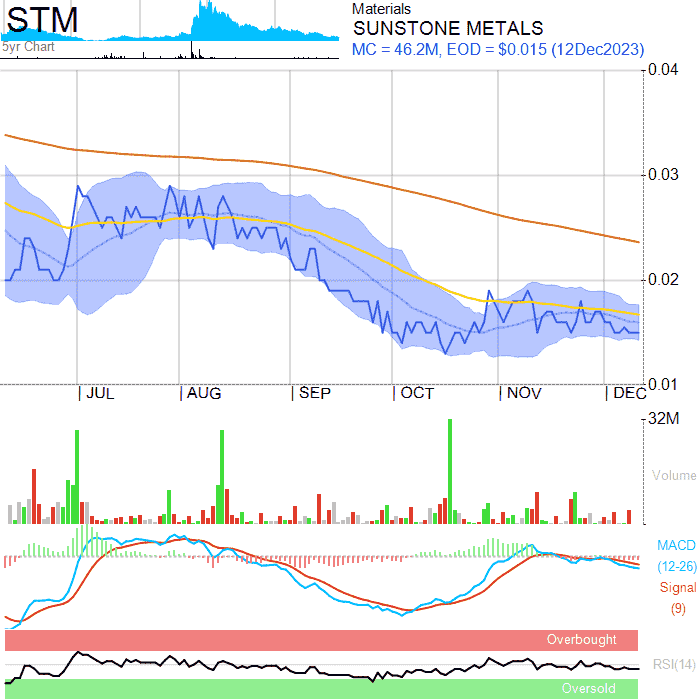 STM
5yr Chart
Materials
SUNSTONE METALS
MC = 46.2M, EOD = $0.015 (12Dec2023)
0.04
0.03
0.02
0.01
JUL
AUG
SEP
OCT
NOV
DEC
32M
Volume
MACD
(12-26)
Signal
(9)
Overbought
RSI(14)
Oversold